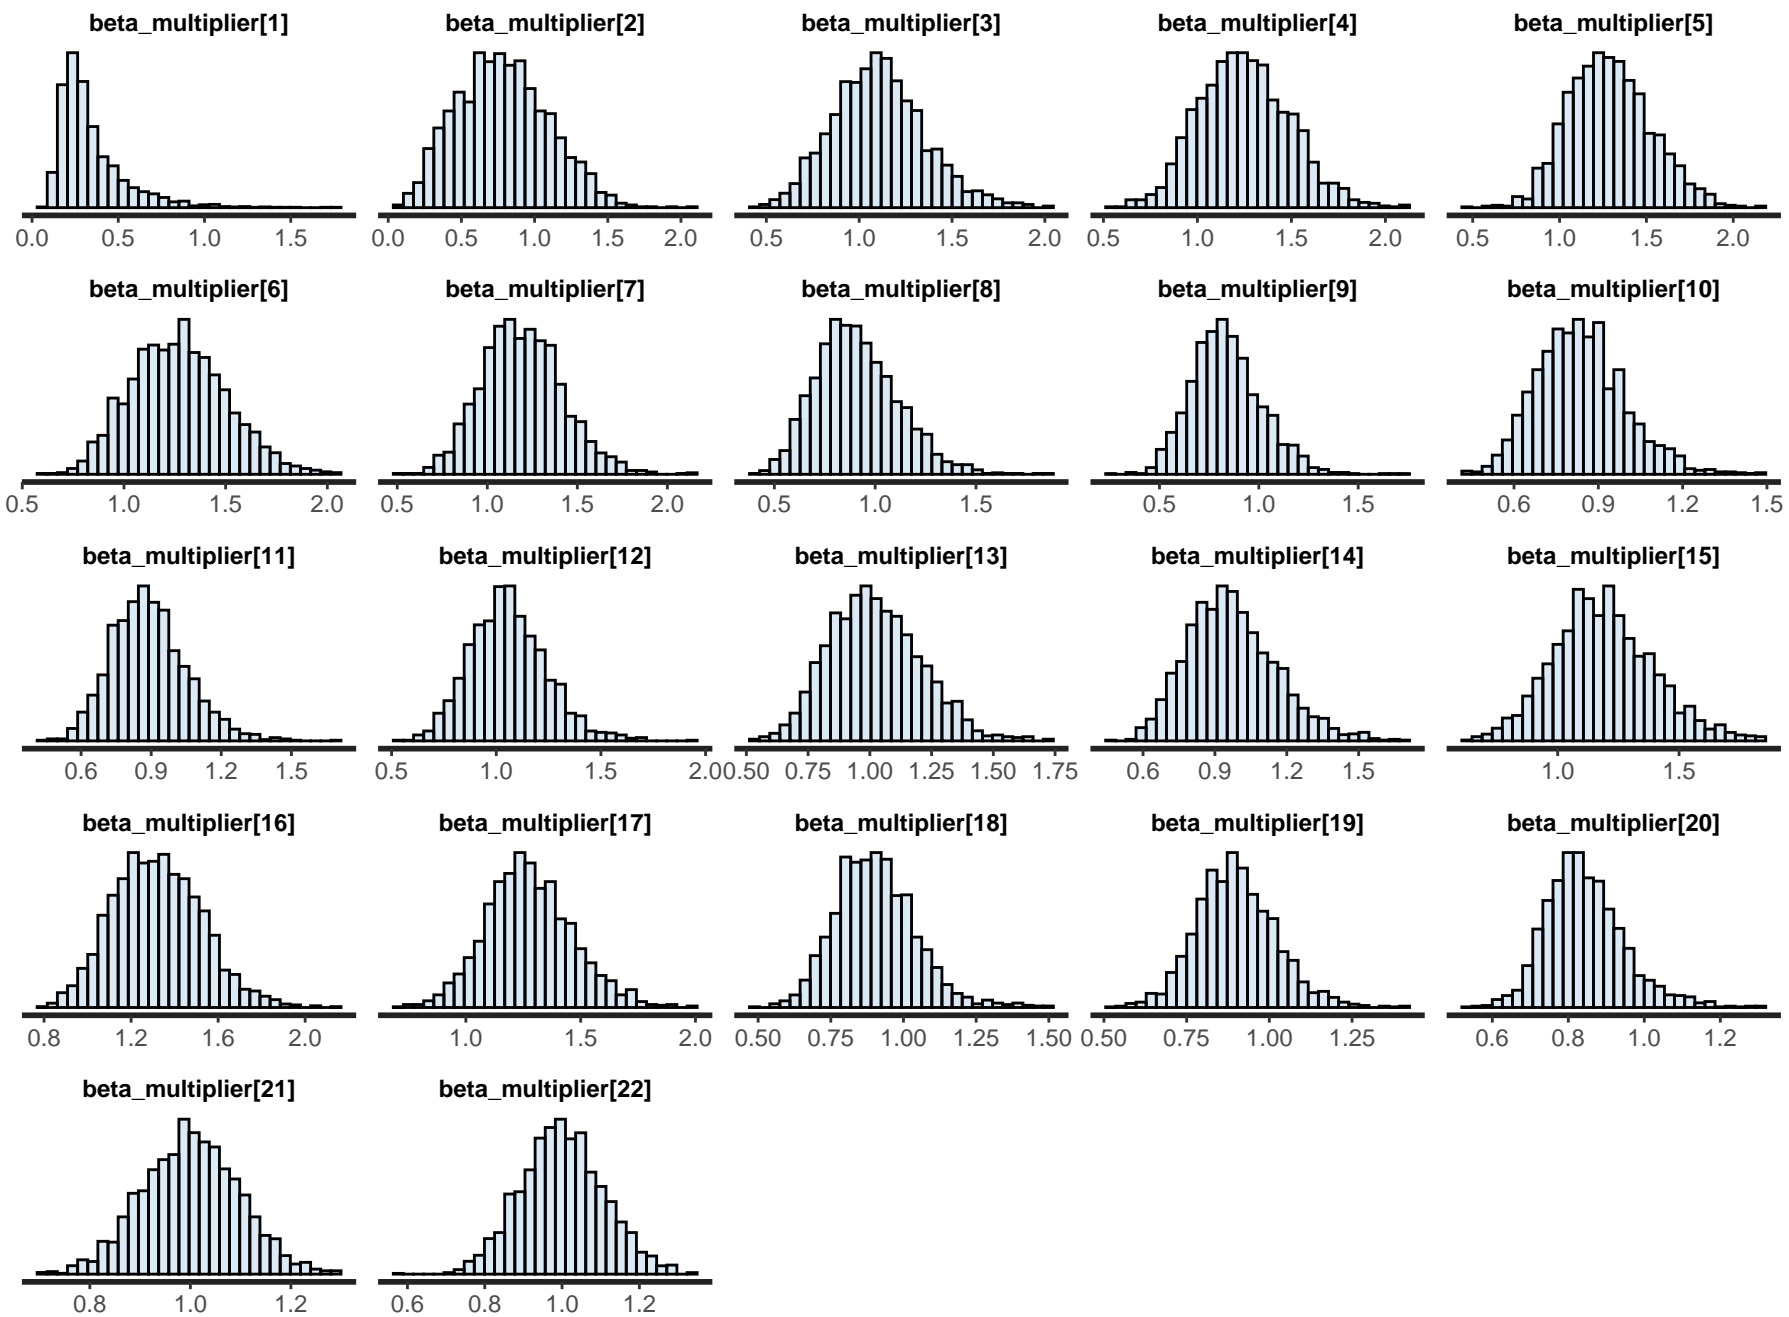 beta_multiplier[1] beta_multiplier[2] beta_multiplier[3] beta_multiplier[4] beta_multiplier[5]
0.0 0.5 1.0 1.5 0.0 0.5 1.0 1.5 2.0 0.5 1.0 1.5 2.0 0.5 1.0 1.5 2.0 0.5 1.0 1.5 2.0
beta_multiplier[6] beta_multiplier[7] beta_multiplier[8] beta_multiplier[9] beta_multiplier[10]
0.5 1.0 1.5 2.0 0.5 1.0 1.5 2.0 0.5 1.0 1.5 0.5 1.0 1.5 0.6 0.9 1.2 1.5
beta_multiplier[11] beta_multiplier[12] beta_multiplier[13] beta_multiplier[14] beta_multiplier[15]
0.6 0.9 1.2 1.5 0.5 1.0 1.5 2.0 0.50 0.75 1.00 1.25 1.50 1.75 0.6 0.9 1.2 1.5 1.0 1.5
beta_multiplier[16] beta_multiplier[17] beta_multiplier[18] beta_multiplier[19] beta_multiplier[20]
0.8 1.2 1.6 2.0 1.0 1.5 2.0 0.50 0.75 1.00 1.25 1.50 0.50 0.75 1.00 1.25 0.6 0.8 1.0 1.2
beta_multiplier[21] beta_multiplier[22]
0.8 1.0 1.2 0.6 0.8 1.0 1.2